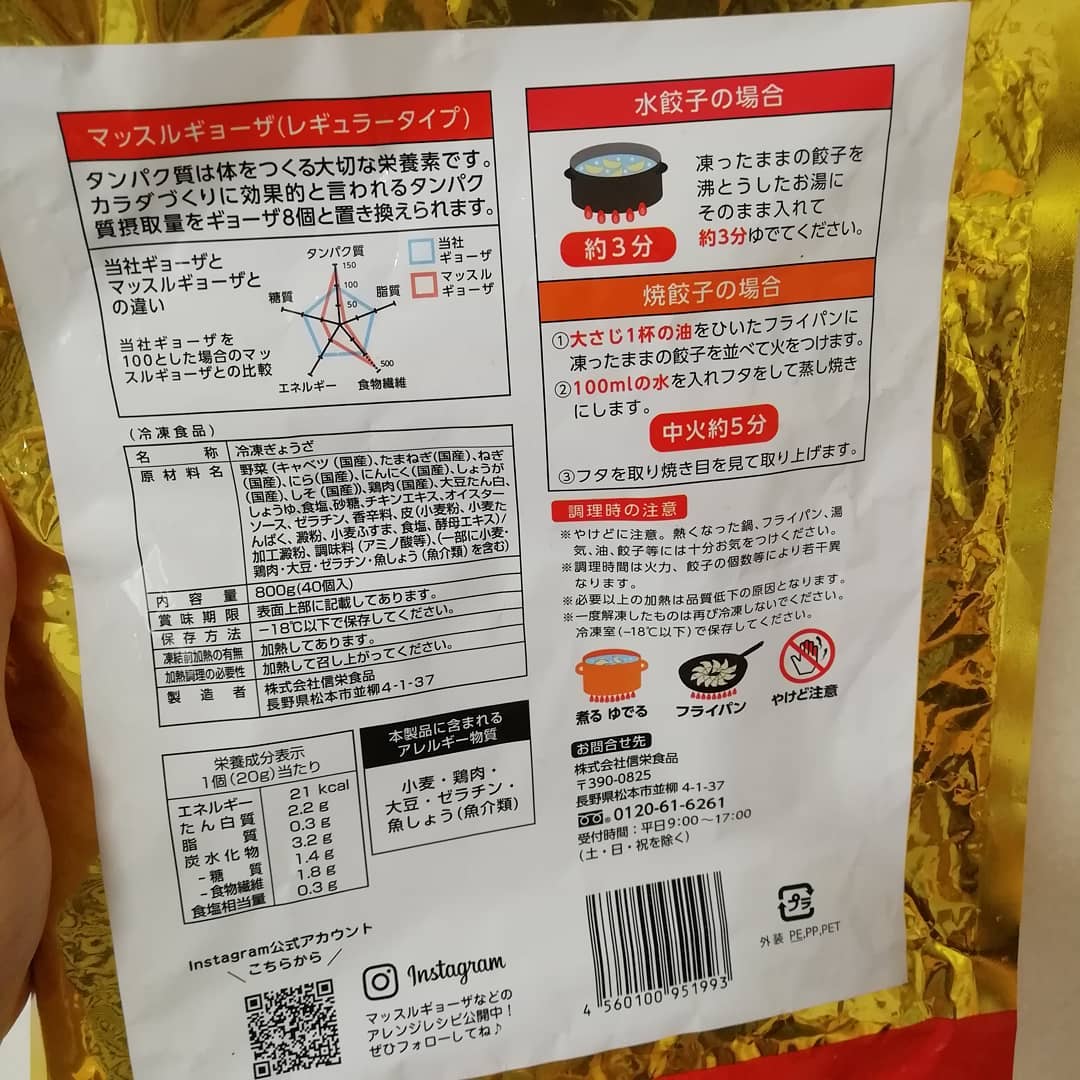 マッスルギョーザ(レギュラータイプ)
タンパク質は体をつくる大切な栄養素です。
カラダづくりに効果的と言われるタンパク
質摂取量をギョーザ8個と置き換えられます。
当社ギョーザと
マッスルギョーザと
の違い
当社ギョーザを
100とした場合のマッ
スルギョーザとの比較
タンパク質
150
100
50
脂質
糖質
エネルギー
食物繊維
500
当社
ギョーザ
マッスル
ギョーザ
(冷凍食品)
名称 冷凍ぎょうざ
原材料名 野菜(キャベツ(国産)、たまねぎ(国産)、ねぎ
(国産)、にら(国産)、にんにく(国産)、しょうが
(国産)、しそ(国産))、鶏肉(国産)、大豆たん白、
しょうゆ、食塩、砂糖、チキンエキス、オイスター
ソース、ゼラチン、香辛料、皮(小麦粉、小麦た
んぱく、澱粉、小麦ふすま、食塩、酵母エキス)/
加工澱粉、調味料(アミノ酸等)、(一部に小麦・
鶏肉・大豆・ゼラチン・魚しょう(魚介類)を含む)
内容量 800g(40個入)
賞味期限 表面上部に記載してあります。
保存方法 −18℃以下で保存してください。
凍結前加熱の有無 加熱してあります。
加熱調理の必要性 加熱して召し上がってください。
製造者 株式会社信栄食品
長野県松本市並柳4-1-37
栄養成分表示
1個(20g)当たり
エネルギー 21 kcal
たん白質 2.2 g
脂質 0.3 g
炭水化物 3.2 g
-糖質 1.4 g
-食物繊維 1.8 g
食塩相当量 0.3 g
本製品に含まれる
アレルギー物質
小麦・鶏肉・
大豆・ゼラチン・
魚しょう(魚介類)
Instagram公式アカウント
\ こちらから /
Instagram
マッスルギョーザなどの
アレンジレシピ公開中！
ぜひフォローしてね♪
水餃子の場合
凍ったままの餃子を
沸とうしたお湯に
そのまま入れて
約3分ゆでてください。
約3分
焼餃子の場合
①大さじ1杯の油をひいたフライパンに
凍ったままの餃子を並べて火をつけます。
②100mlの水を入れフタをして蒸し焼き
にします。
中火約5分
③フタを取り焼き目を見て取り上げます。
調理時の注意
※やけどに注意。熱くなった鍋、フライパン、湯
気、油、餃子等には十分お気をつけください。
※調理時間は火力、餃子の個数等により若干異
なります。
※必要以上の加熱は品質低下の原因となります。
※一度解凍したものは再び冷凍しないでください。
冷凍室(−18℃以下)で保存してください。
煮る ゆでる
フライパン
やけど注意
お問合せ先
株式会社信栄食品
〒390-0825
長野県松本市並柳 4-1-37
0120-61-6261
受付時間：平日9:00〜17:00
(土・日・祝を除く)
4 560100 951993
プラ
外装 PE,PP,PET